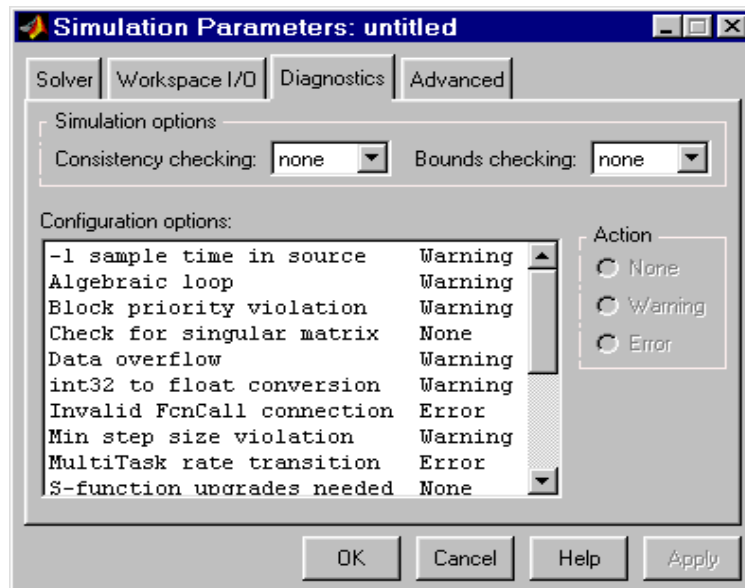 Simulation Parameters: untitled
Solver Workspace I/O Diagnostics Advanced
Simulation options
Consistency checking: none Bounds checking: none
Configuration options:
Action
-1 sample time in source Warning
Algebraic loop Warning
Block priority violation Warning
Check for singular matrix None
Data overflow Warning
int32 to float conversion Warning
Invalid FcnCall connection Error
Min step size violation Warning
MultiTask rate transition Error
S-function upgrades needed None
None
Warning
Error
OK Cancel Help Apply